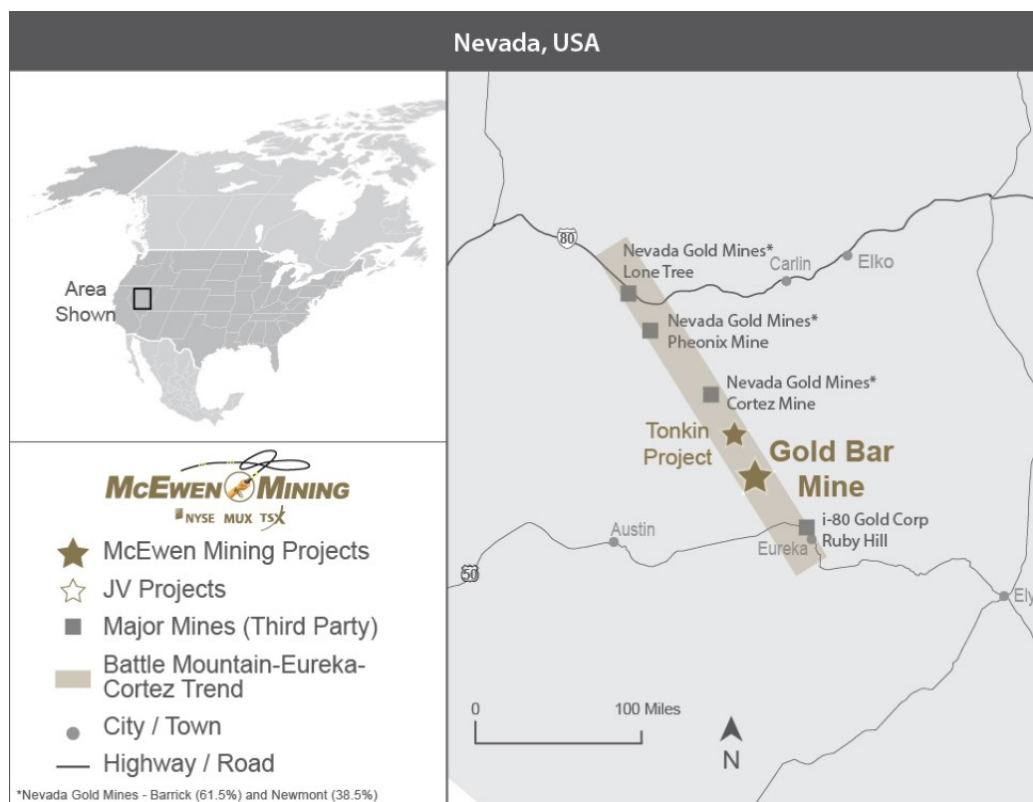 Nevada, USA
Area
Shown
McEWEN MINING
NYSE MUX TSX
McEwen Mining Projects
JV Projects
Major Mines (Third Party)
Battle Mountain-Eureka-
Cortez Trend
City / Town
Highway / Road
*Nevada Gold Mines - Barrick (61.5%) and Newmont (38.5%)
80
Nevada Gold Mines*
Lone Tree
Carlin
Elko
Nevada Gold Mines*
Pheonix Mine
Nevada Gold Mines*
Cortez Mine
Tonkin
Project
Gold Bar
Mine
i-80 Gold Corp
Ruby Hill
Austin
Eureka
50
Ely
0
100 Miles
N